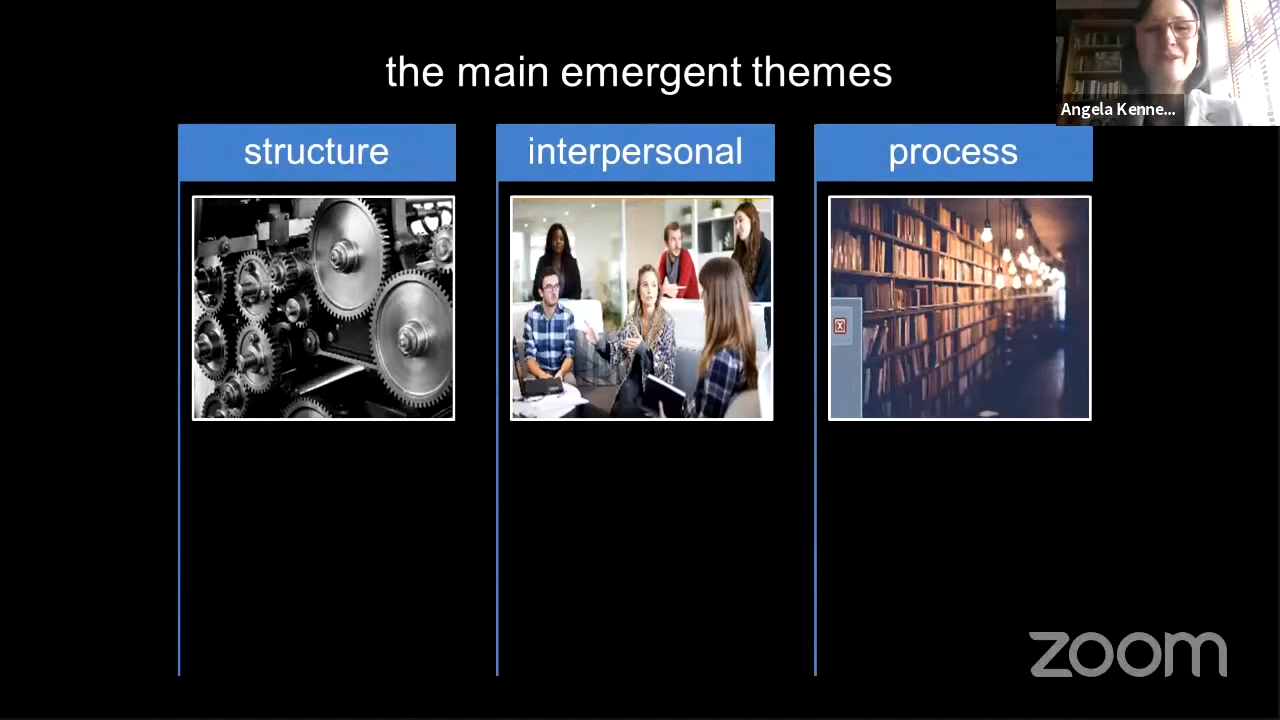 the main emergent themes
Angela Kenne...
structure
interpersonal
process
zoom